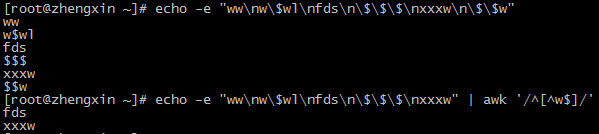 [root@zhengxin ~]# echo -e "ww\nw\$wl\nfds\n\$\$\$\nxxxw\n\$\$w"
ww
w$wl
fds
$$$
xxxw
$$w
[root@zhengxin ~]# echo -e "ww\nw\$wl\nfds\n\$\$\$\nxxxw" | awk '/^[^w$]/'
fds
xxxw